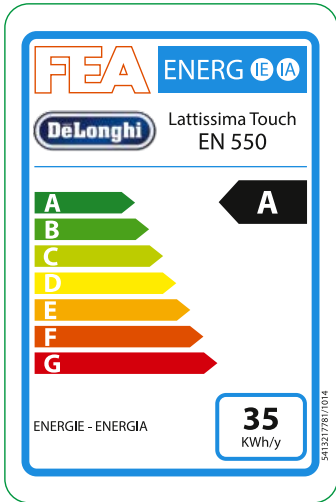 FEA ENERG IE IA
DeLonghi
Lattissima Touch
EN 550
A
A
B
C
D
E
F
G
ENERGIE - ENERGIA
35
KWh/y
5413217781/1014